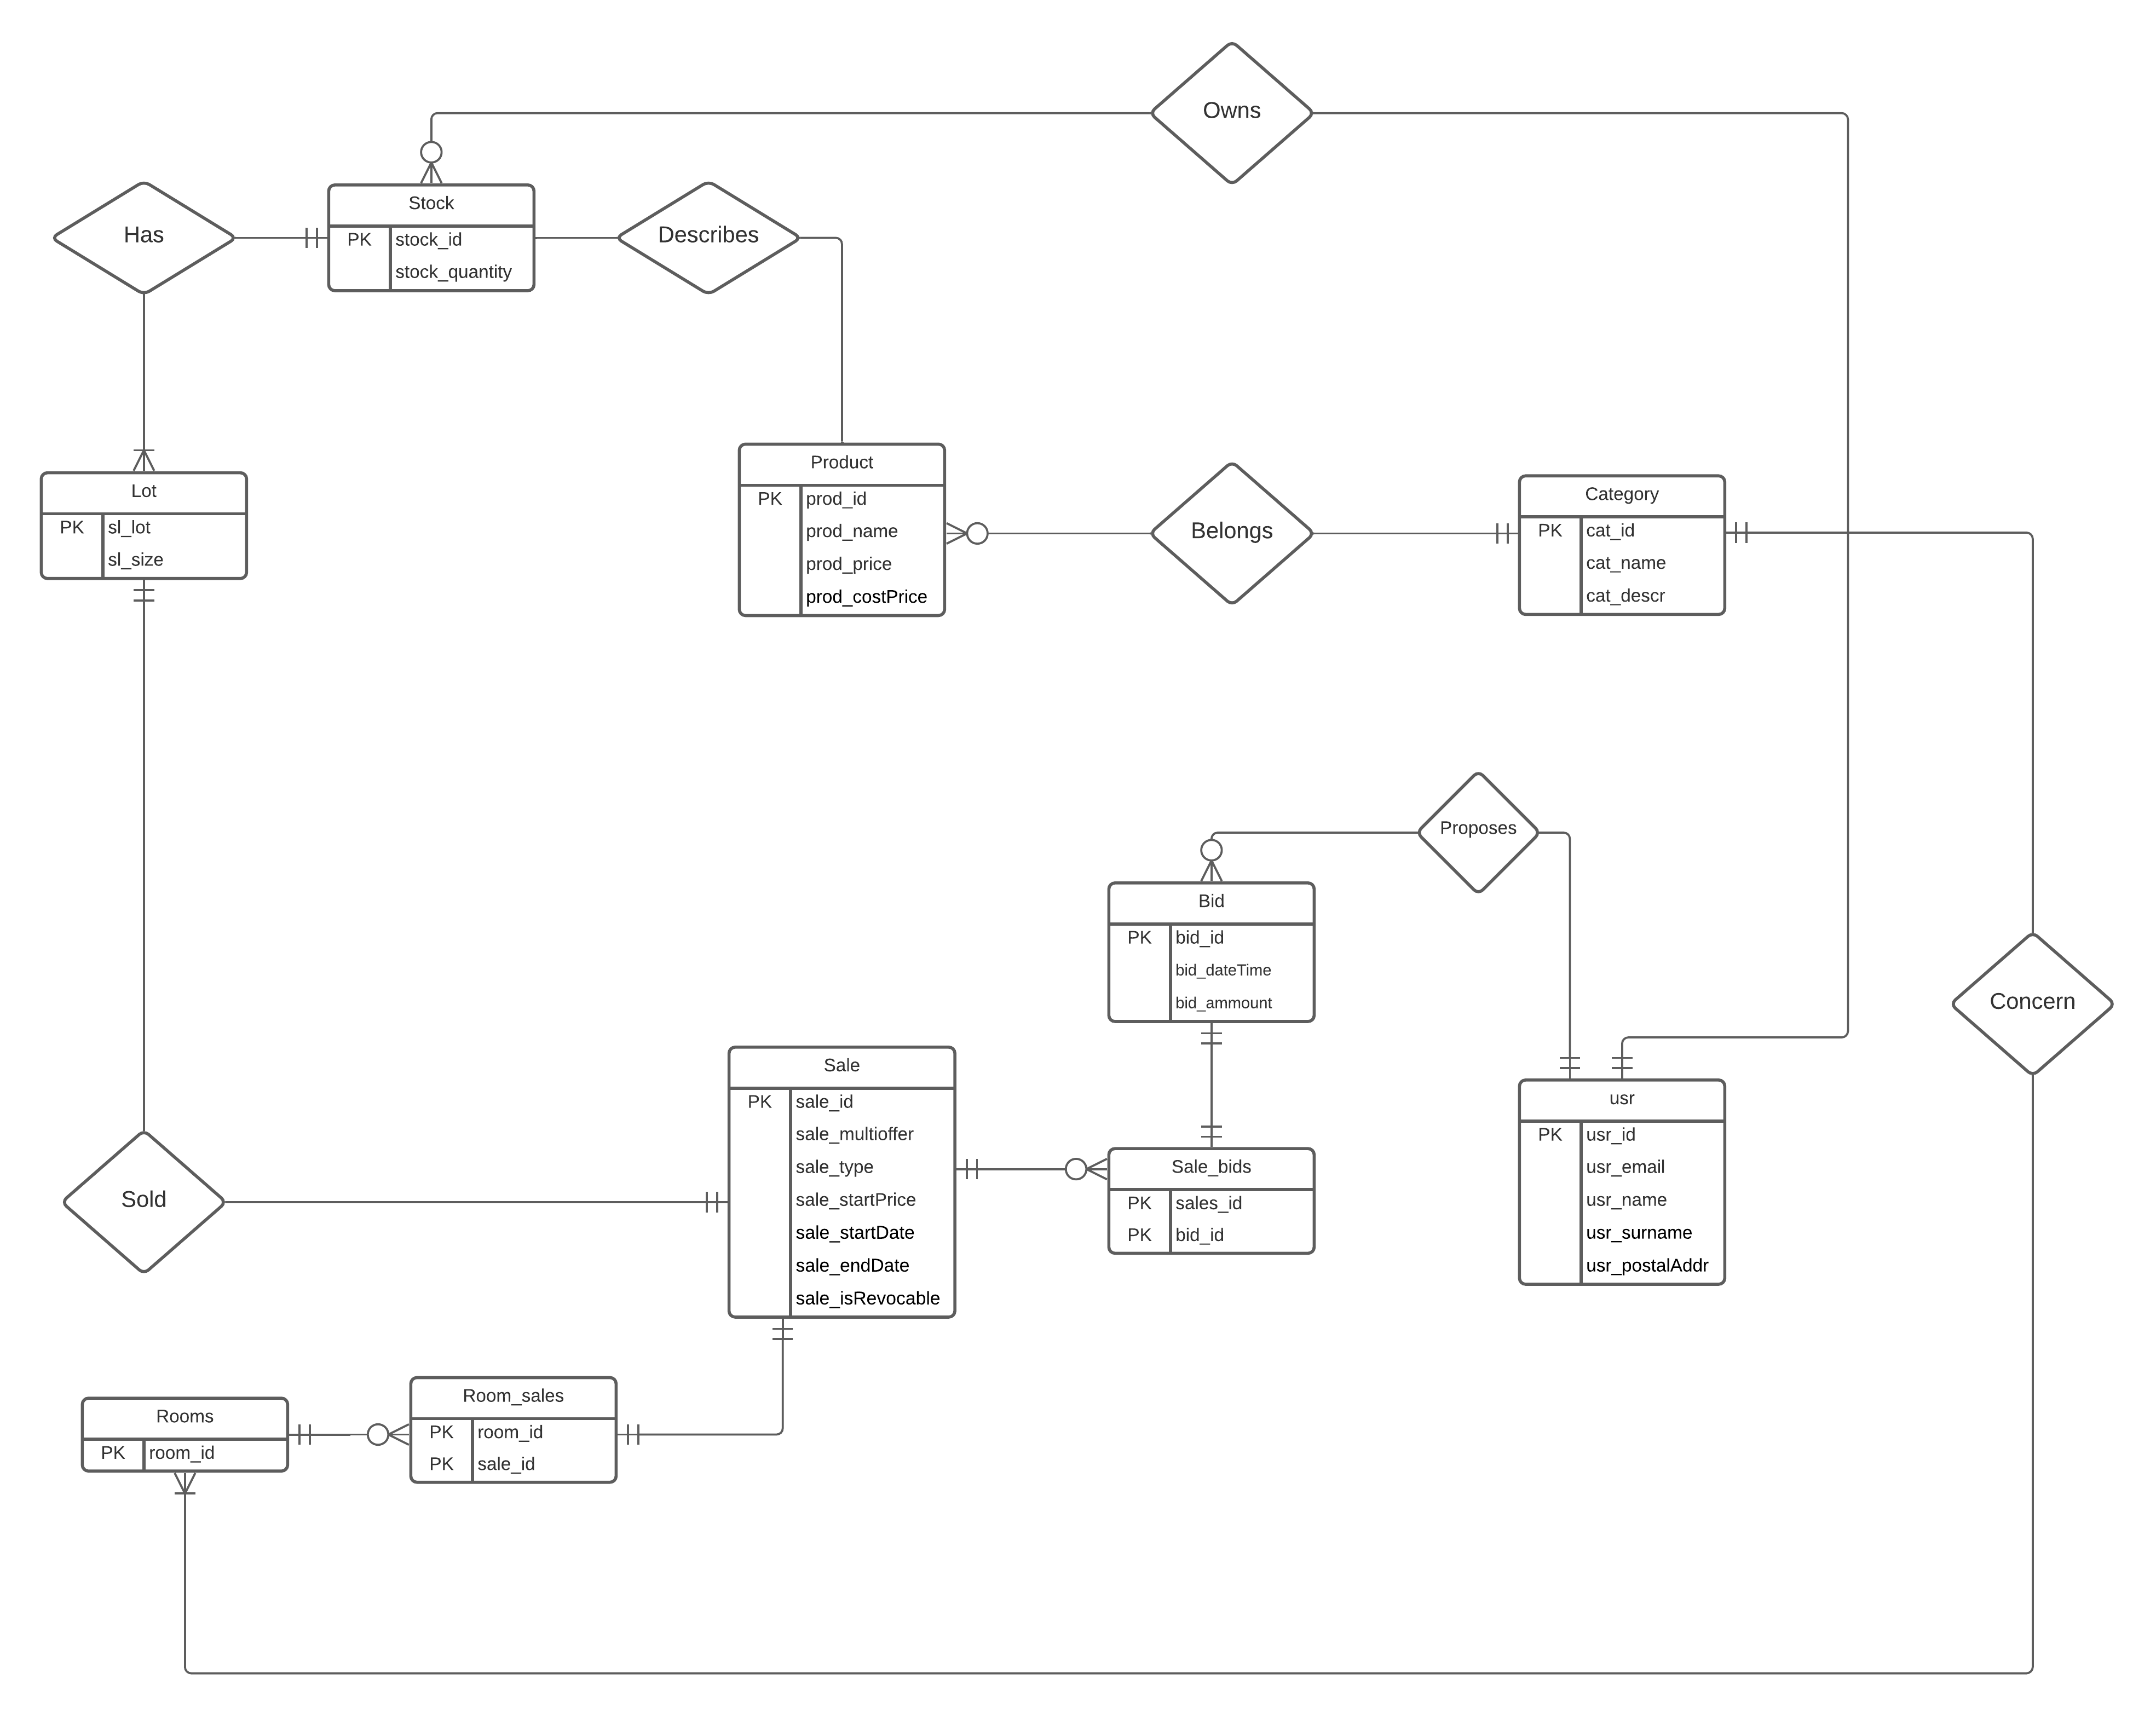 Owns
Has
Stock
PK stock_id
stock_quantity
Describes
Lot
PK sl_lot
sl_size
Product
PK prod_id
prod_name
prod_price
prod_costPrice
Belongs
Category
PK cat_id
cat_name
cat_descr
Proposes
Bid
PK bid_id
bid_dateTime
bid_ammount
Concern
Sale
PK sale_id
sale_multioffer
sale_type
sale_startPrice
sale_startDate
sale_endDate
sale_isRevocable
Sale_bids
PK sales_id
PK bid_id
usr
PK usr_id
usr_email
usr_name
usr_surname
usr_postalAddr
Sold
Rooms
PK room_id
Room_sales
PK room_id
PK sale_id